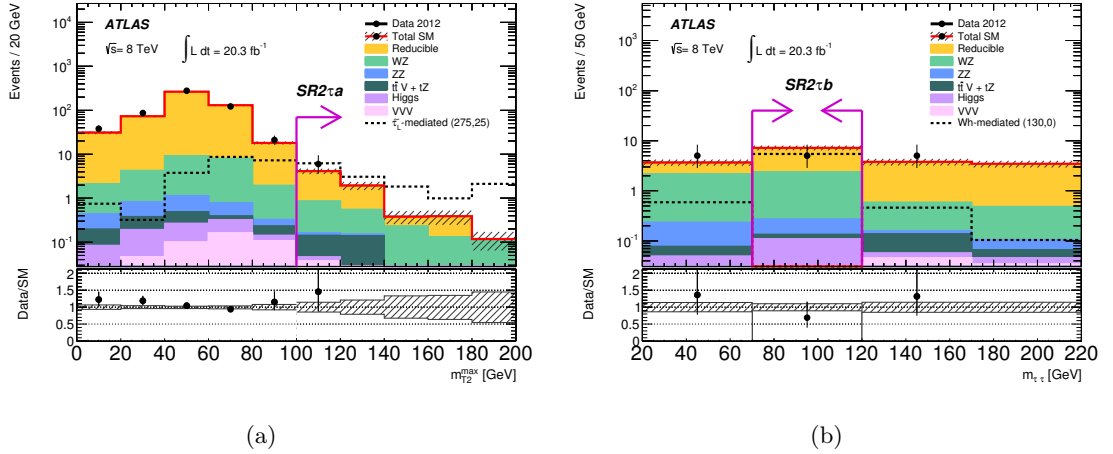 ATLAS
√s= 8 TeV
∫ L dt = 20.3 fb⁻¹
Data 2012
Total SM
Reducible
WZ
ZZ
tt̄ V + tZ
Higgs
VVV
τ̃_L-mediated (275,25)
SR2τa
Events / 20 GeV
10⁴
10³
10²
10
1
10⁻¹
Data/SM
2
1.5
1
0.5
0
0 20 40 60 80 100 120 140 160 180 200
m_T2^max [GeV]
(a)
ATLAS
√s= 8 TeV
∫ L dt = 20.3 fb⁻¹
Data 2012
Total SM
Reducible
WZ
ZZ
tt̄ V + tZ
Higgs
VVV
Wh-mediated (130,0)
SR2τb
Events / 50 GeV
10³
10²
10
1
10⁻¹
Data/SM
2
1.5
1
0.5
0
20 40 60 80 100 120 140 160 180 200 220
m_ττ [GeV]
(b)